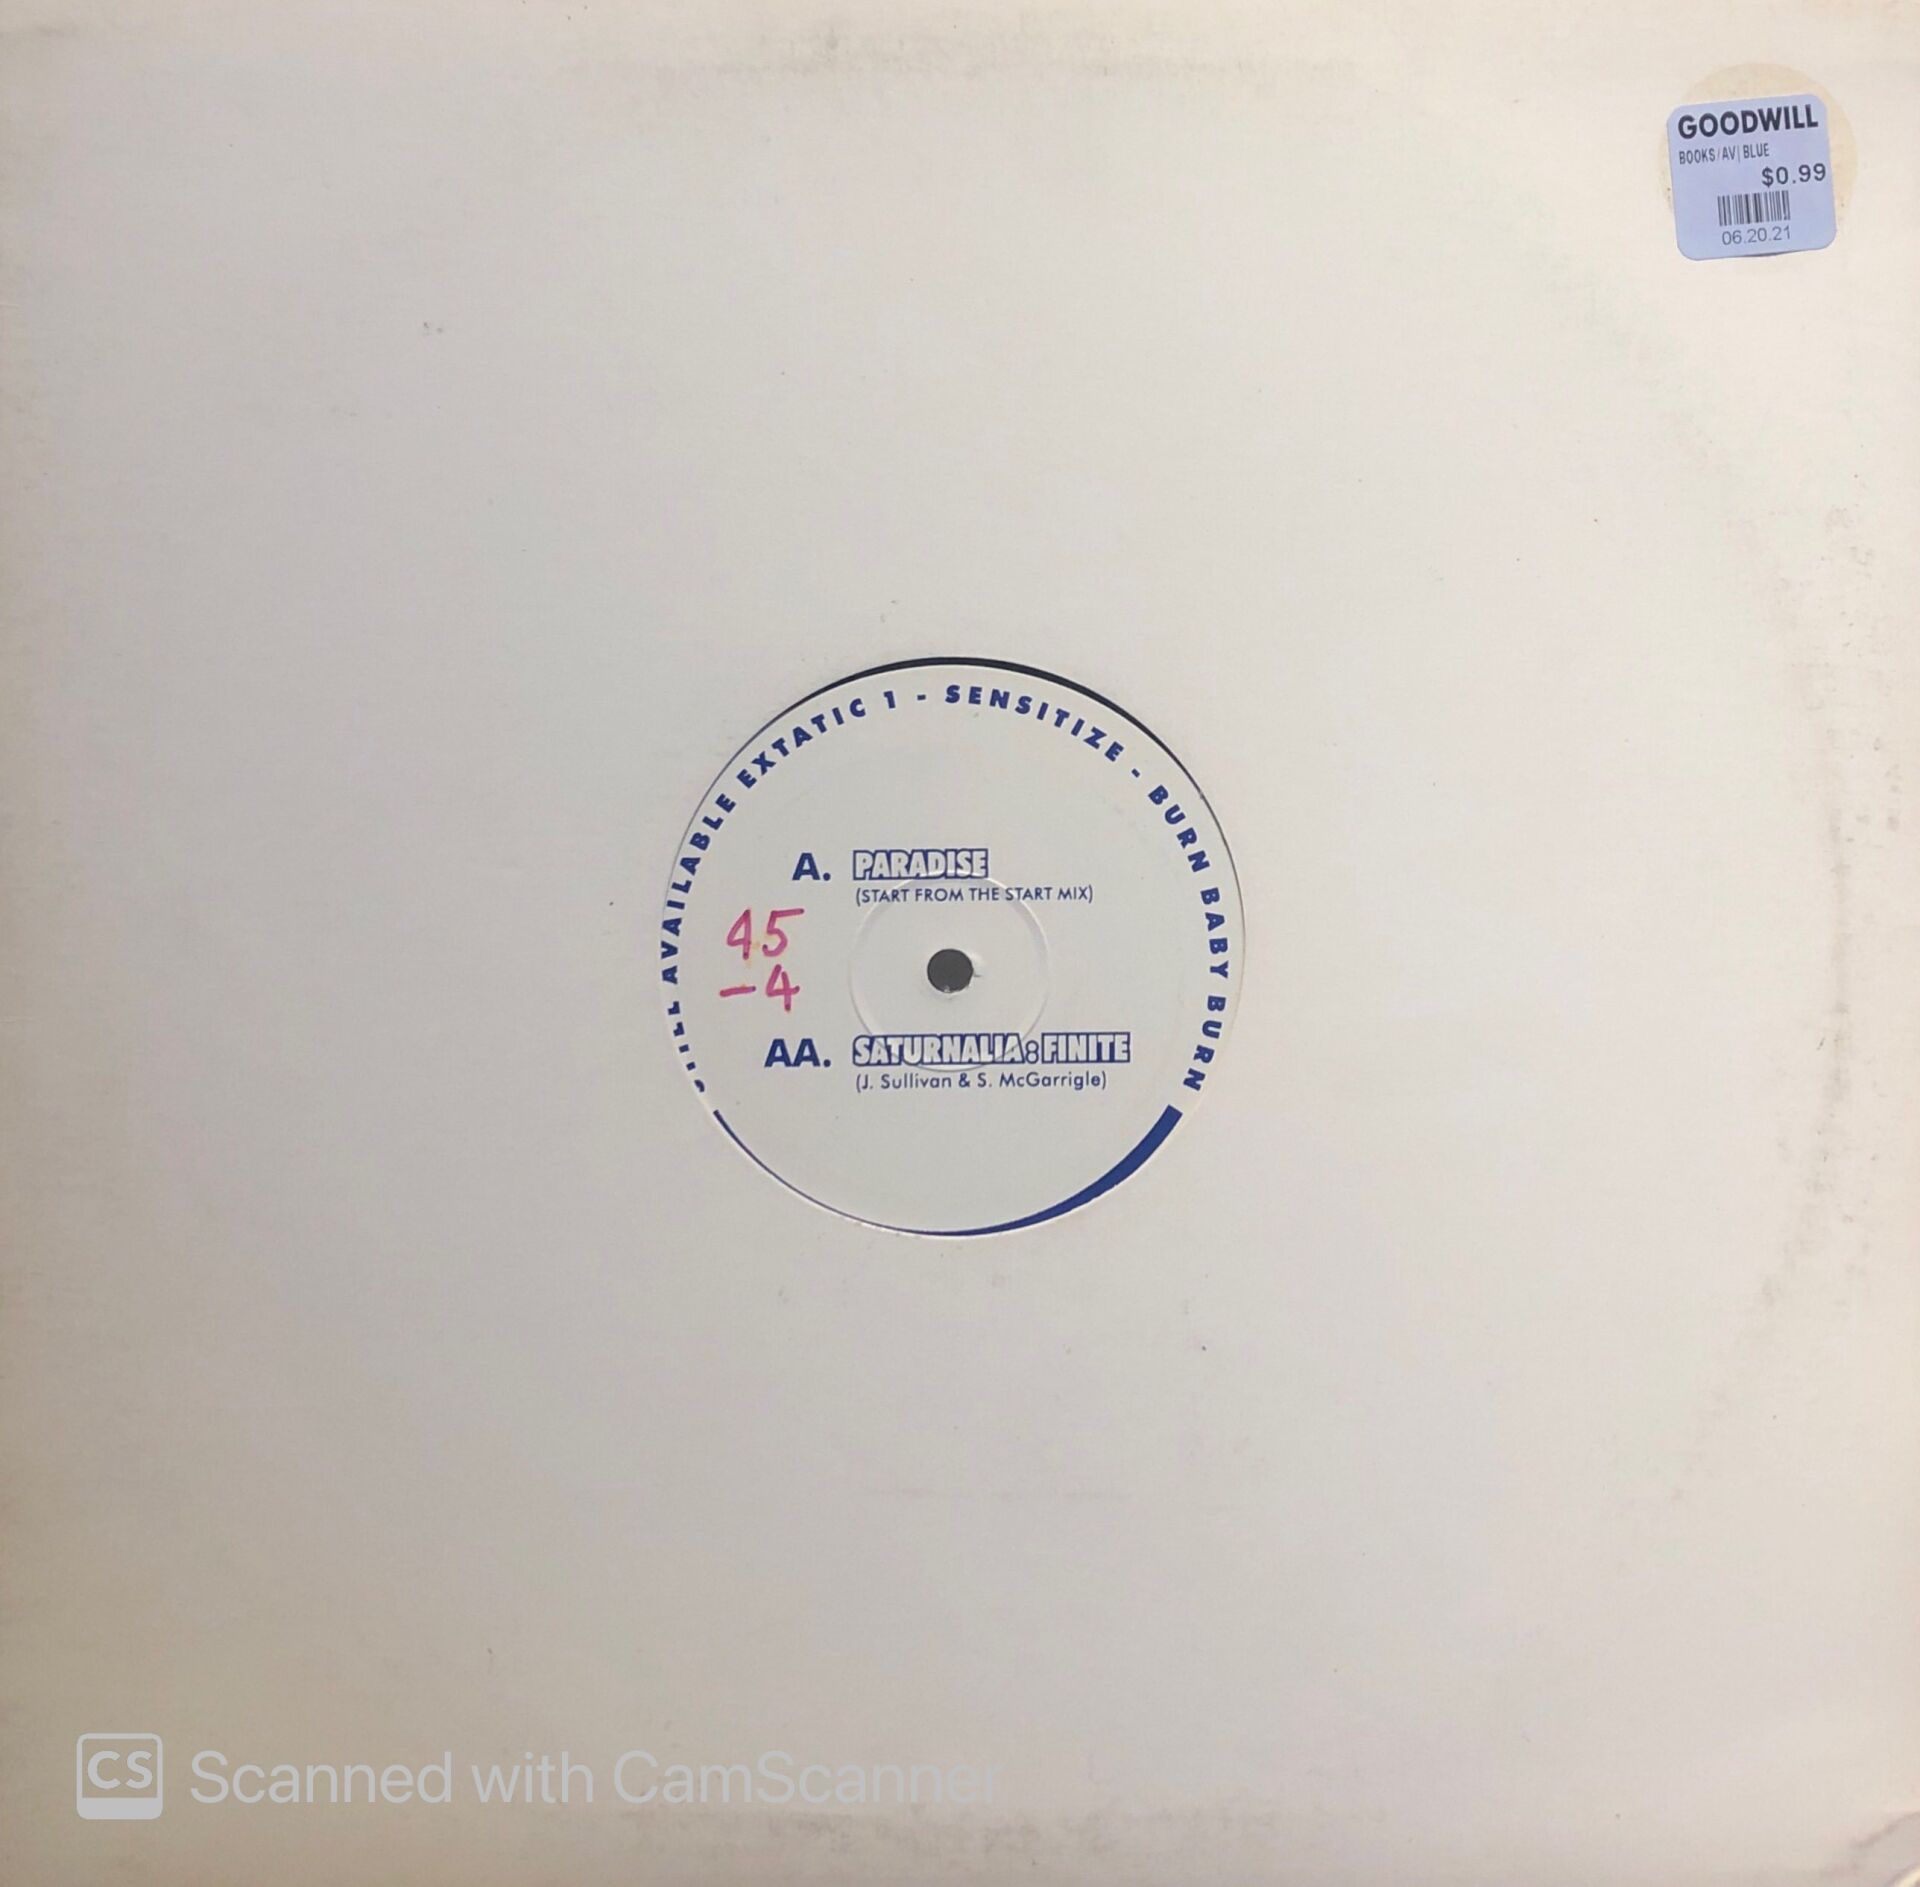 GOODWILL
BOOKS/AV| BLUE
$0.99
06.20.21
STILL AVAILABLE EXTATIC 1 - SENSITIZE - BURN BABY BURN
A. PARADISE
(START FROM THE START MIX)
45
-4
AA. SATURNALIA:FINITE
(J. Sullivan & S. McGarrigle)
CS Scanned with CamScanner